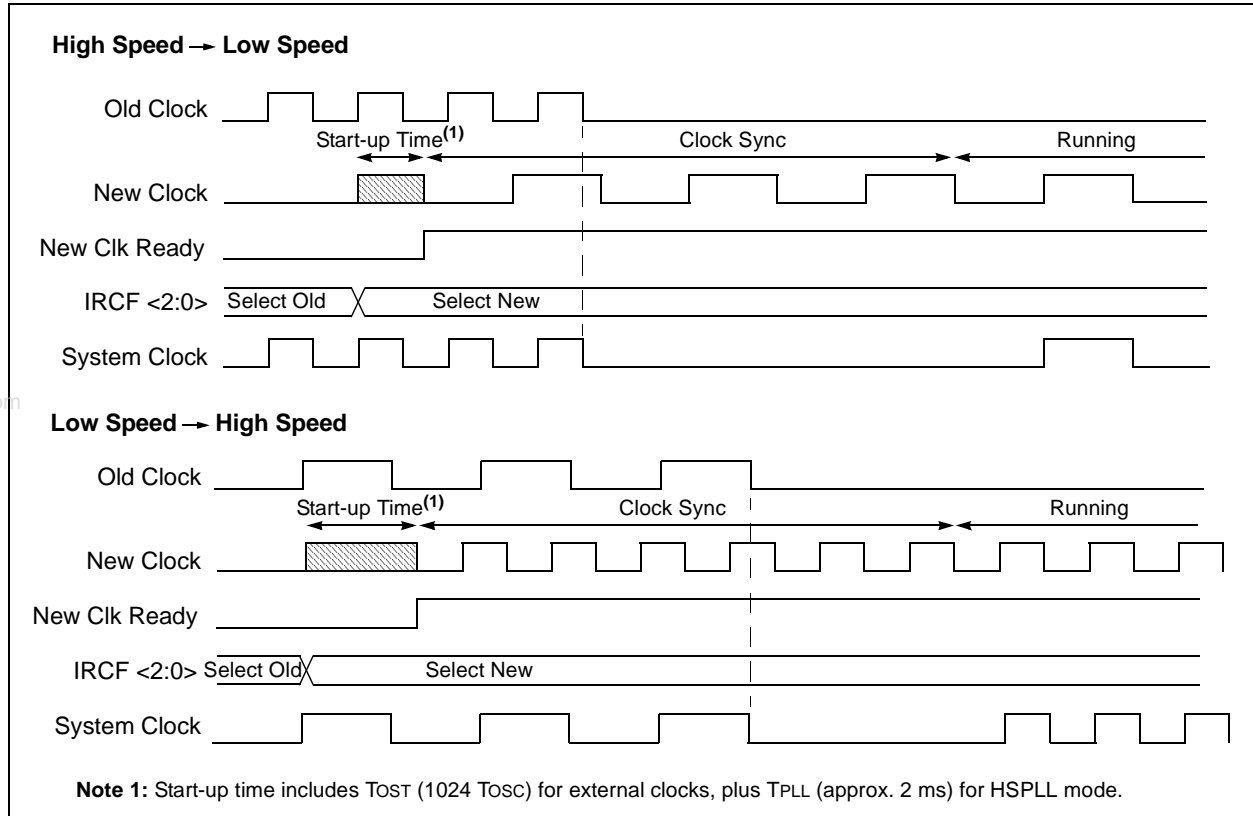 High Speed → Low Speed
Old Clock
Start-up Time(1) Clock Sync Running
New Clock
New Clk Ready
IRCF <2:0> Select Old Select New
System Clock
Low Speed → High Speed
Old Clock
Start-up Time(1) Clock Sync Running
New Clock
New Clk Ready
IRCF <2:0> Select Old Select New
System Clock
Note 1: Start-up time includes TOST (1024 TOSC) for external clocks, plus TPLL (approx. 2 ms) for HSPLL mode.